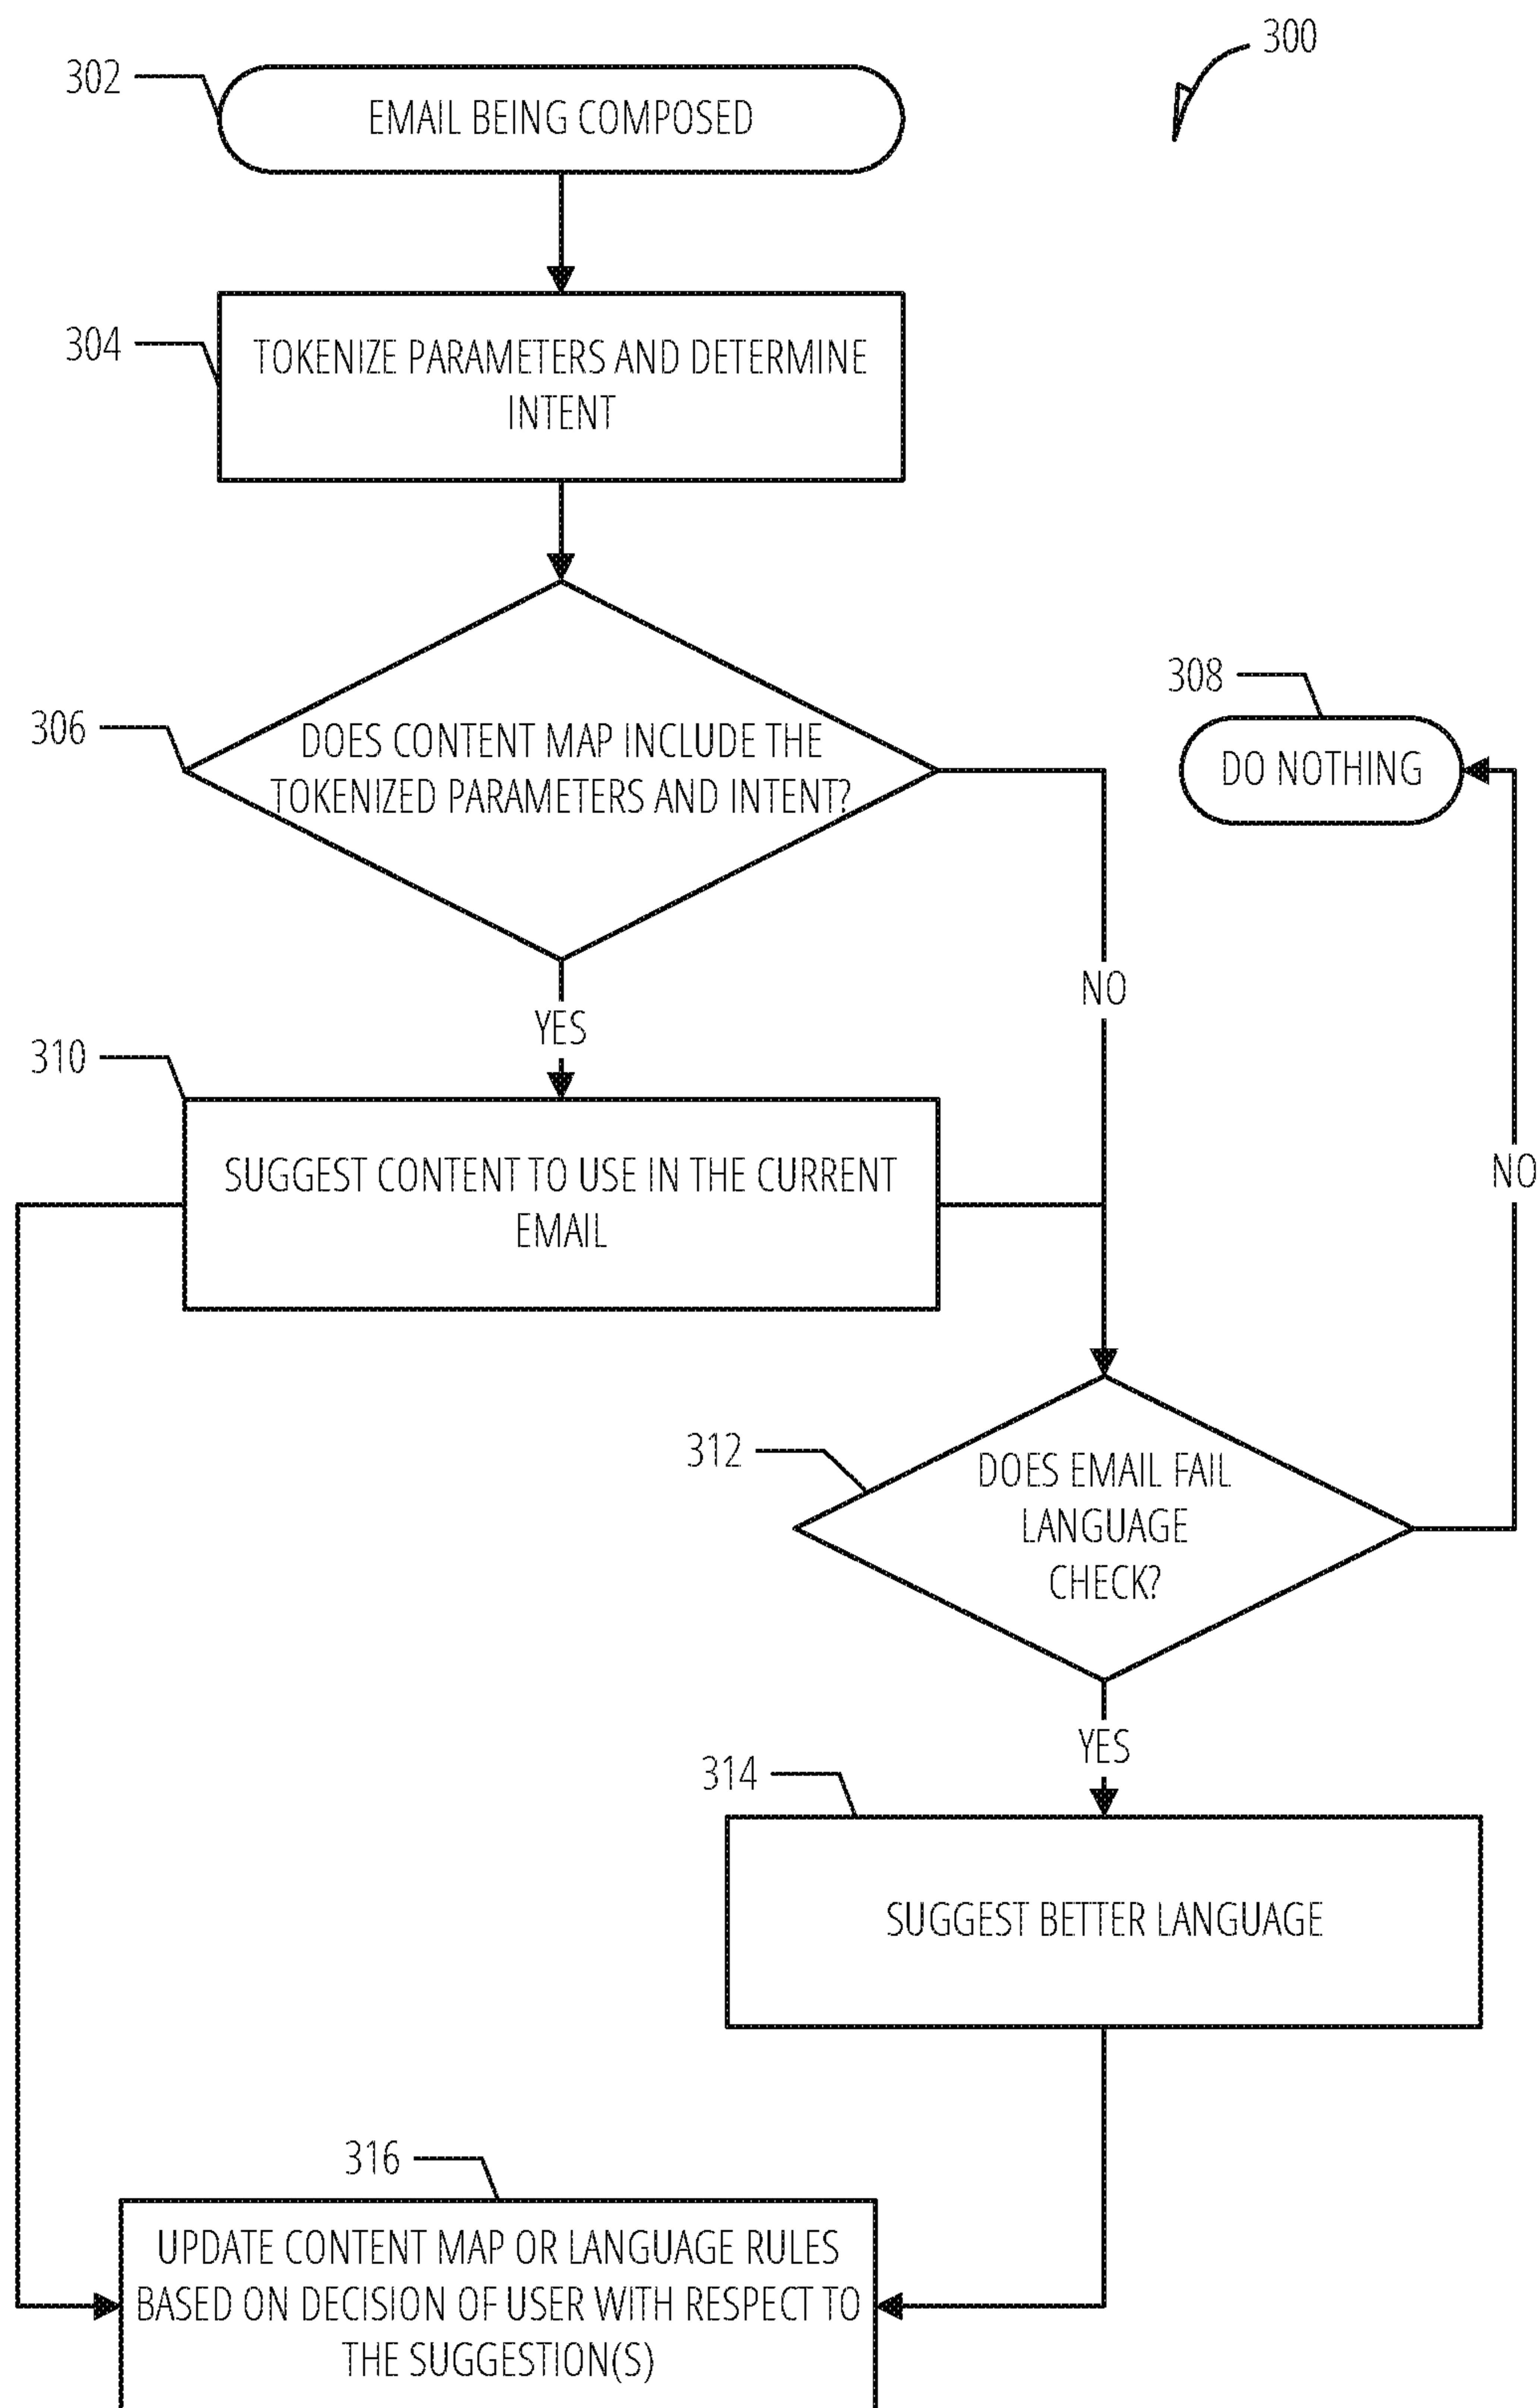 300
302
EMAIL BEING COMPOSED
304
TOKENIZE PARAMETERS AND DETERMINE
INTENT
306
DOES CONTENT MAP INCLUDE THE
TOKENIZED PARAMETERS AND INTENT?
308
DO NOTHING
NO
YES
310
SUGGEST CONTENT TO USE IN THE CURRENT
EMAIL
NO
312
DOES EMAIL FAIL
LANGUAGE
CHECK?
YES
314
SUGGEST BETTER LANGUAGE
316
UPDATE CONTENT MAP OR LANGUAGE RULES
BASED ON DECISION OF USER WITH RESPECT TO
THE SUGGESTION(S)